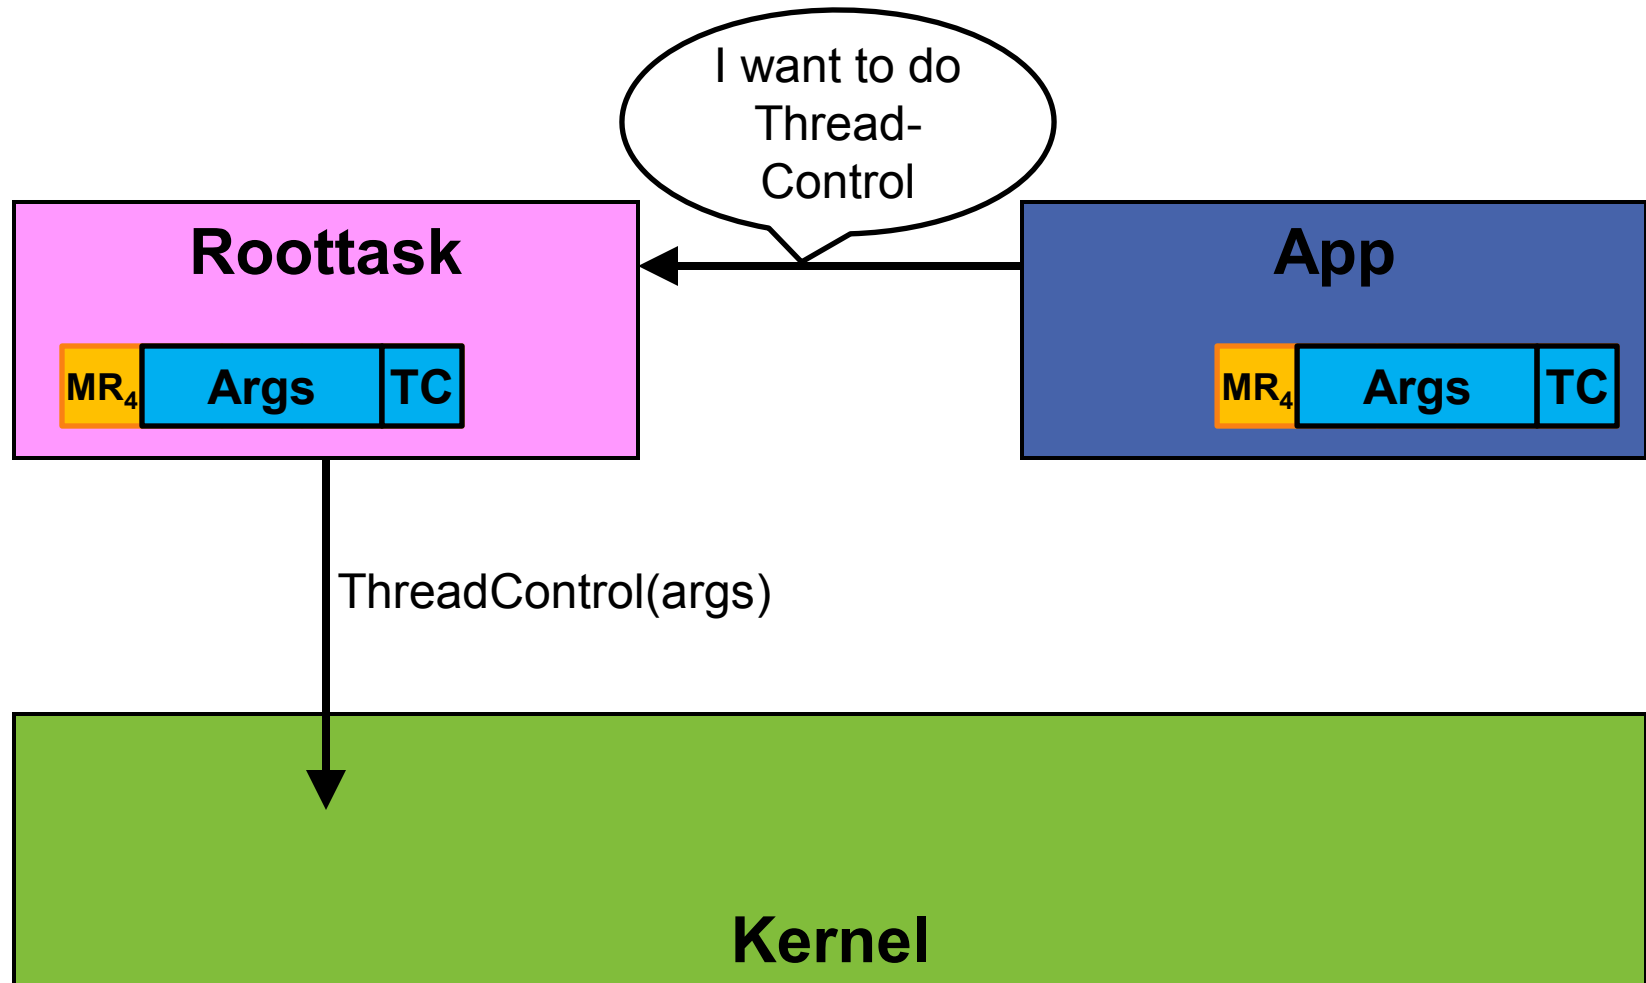 I want to do
Thread-
Control
Roottask
App
MR₄ Args TC
MR₄ Args TC
ThreadControl(args)
Kernel